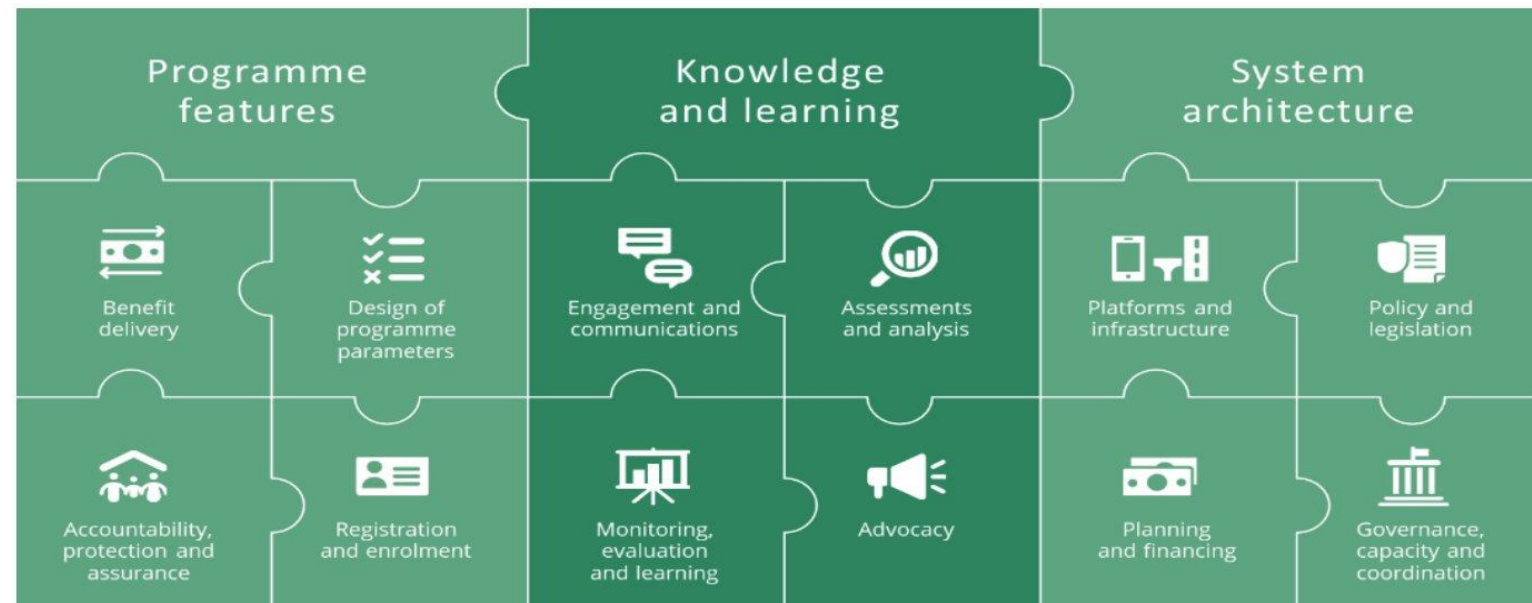 Programme
features
Knowledge
and learning
System
architecture
Benefit
delivery
Design of
programme
parameters
Engagement and
communications
Assessments
and analysis
Platforms and
infrastructure
Policy and
legislation
Accountability,
protection and
assurance
Registration
and enrolment
Monitoring,
evaluation
and learning
Advocacy
Planning
and financing
Governance,
capacity and
coordination